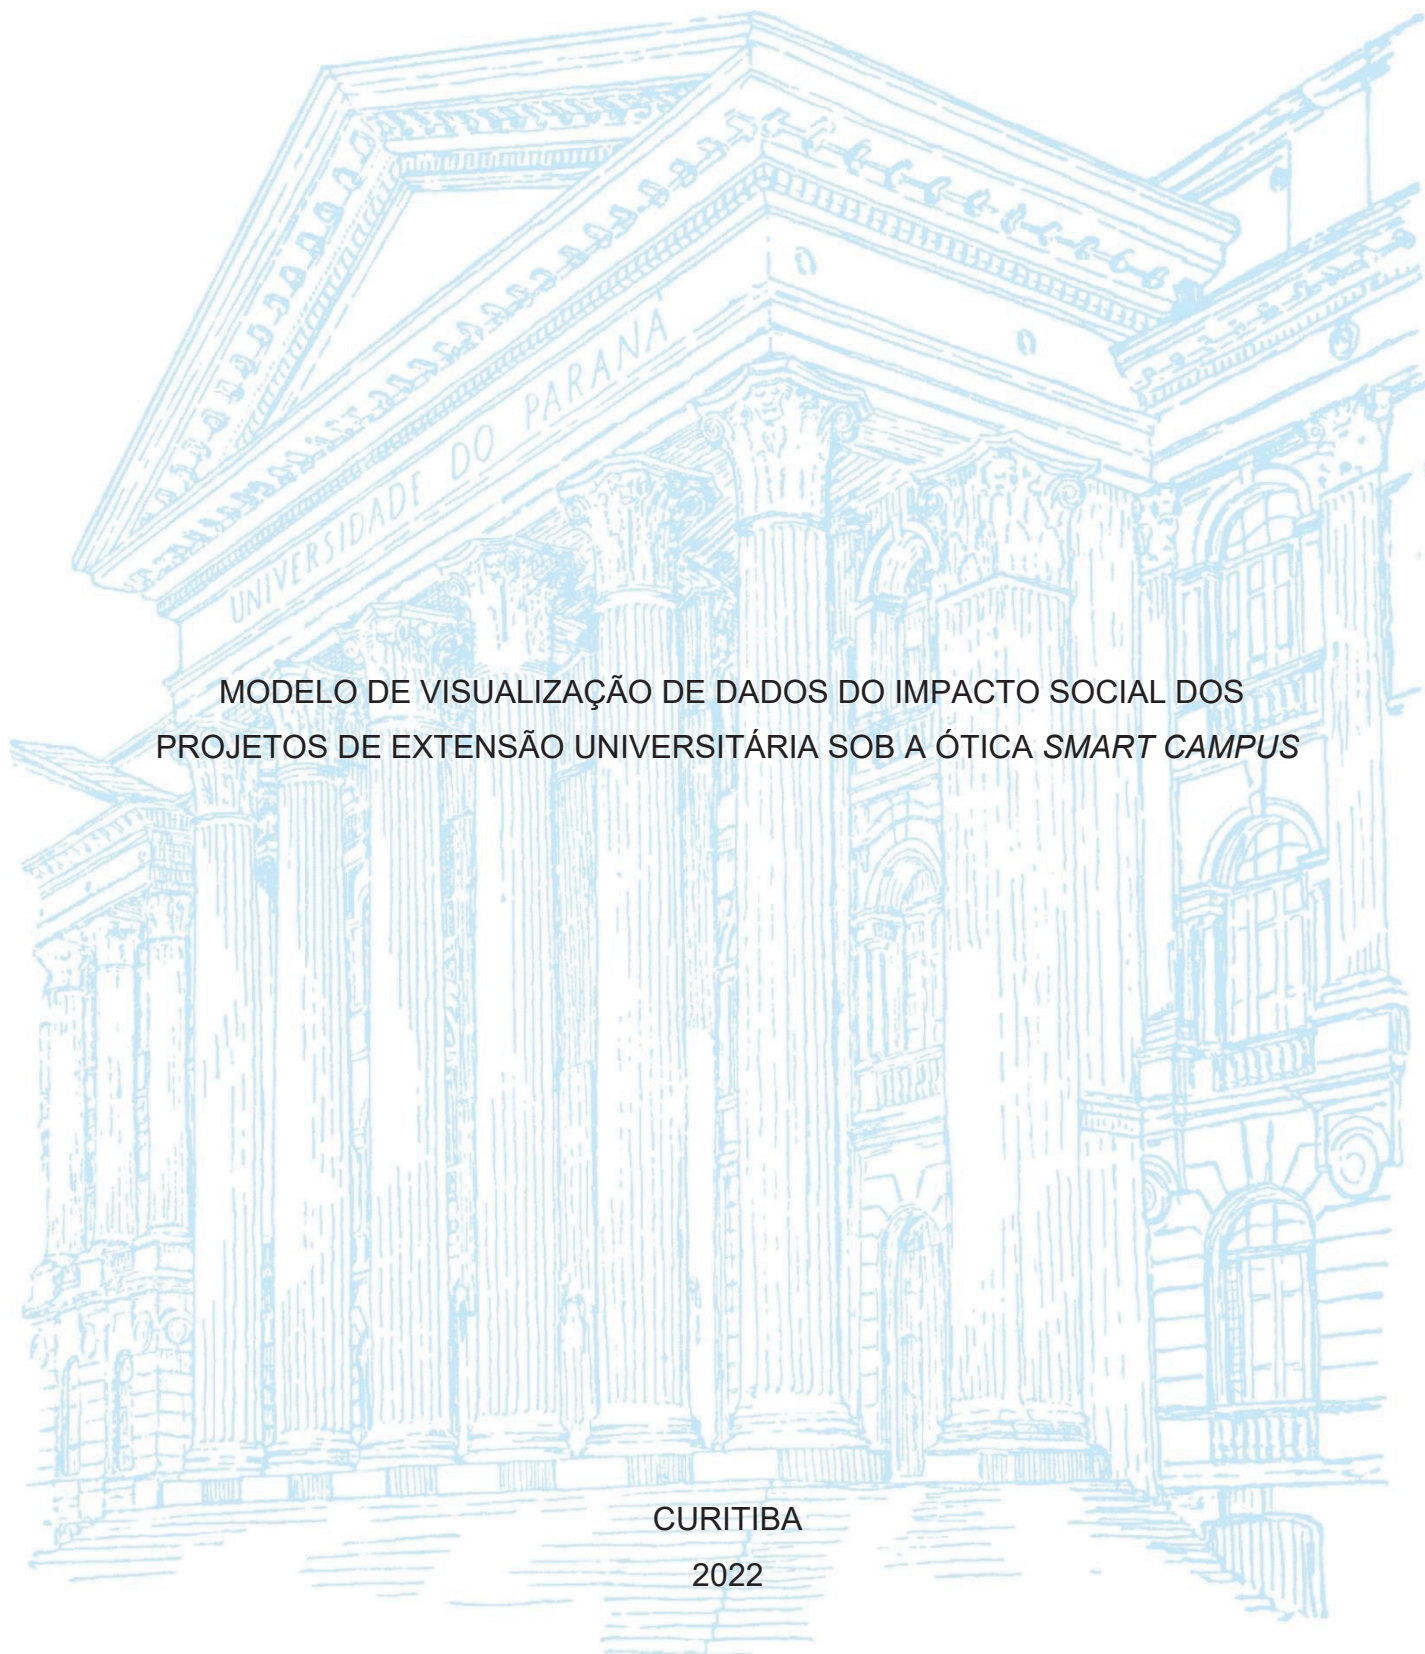 UNIVERSIDADE DO PARANÁ
MODELO DE VISUALIZAÇÃO DE DADOS DO IMPACTO SOCIAL DOS
PROJETOS DE EXTENSÃO UNIVERSITÁRIA SOB A ÓTICA SMART CAMPUS
CURITIBA
2022